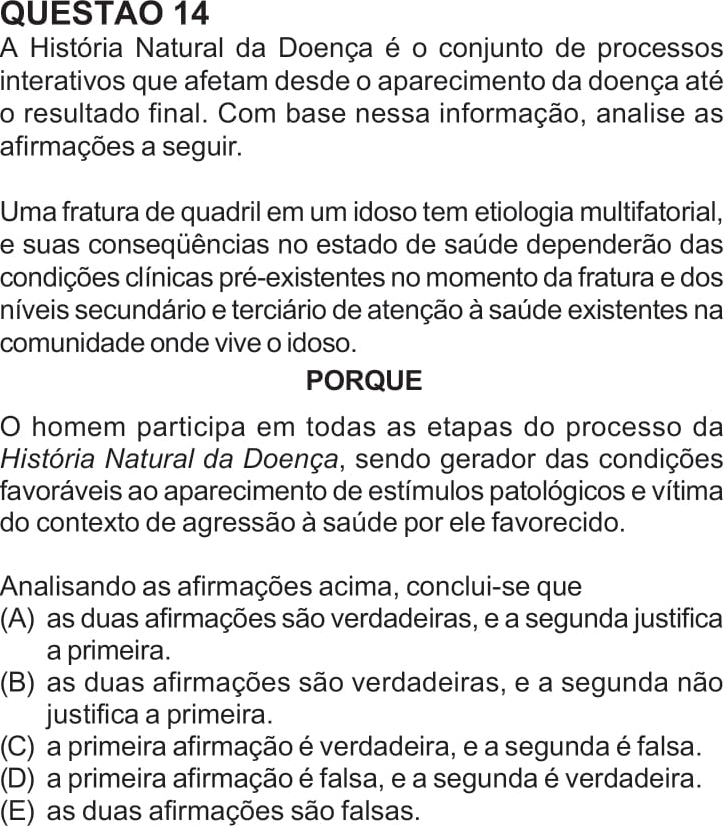 QUESTÃO 14
A História Natural da Doença é o conjunto de processos
interativos que afetam desde o aparecimento da doença até
o resultado final. Com base nessa informação, analise as
afirmações a seguir.
Uma fratura de quadril em um idoso tem etiologia multifatorial,
e suas conseqüências no estado de saúde dependerão das
condições clínicas pré-existentes no momento da fratura e dos
níveis secundário e terciário de atenção à saúde existentes na
comunidade onde vive o idoso.
PORQUE
O homem participa em todas as etapas do processo da
História Natural da Doença, sendo gerador das condições
favoráveis ao aparecimento de estímulos patológicos e vítima
do contexto de agressão à saúde por ele favorecido.
Analisando as afirmações acima, conclui-se que
(A) as duas afirmações são verdadeiras, e a segunda justifica
a primeira.
(B) as duas afirmações são verdadeiras, e a segunda não
justifica a primeira.
(C) a primeira afirmação é verdadeira, e a segunda é falsa.
(D) a primeira afirmação é falsa, e a segunda é verdadeira.
(E) as duas afirmações são falsas.